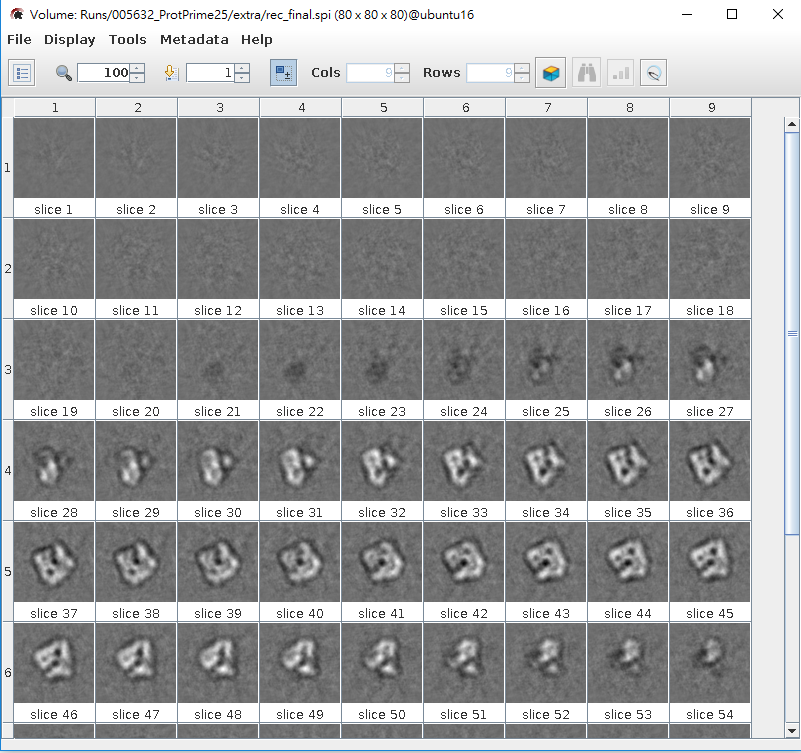 Volume: Runs/005632_ProtPrime25/extra/rec_final.spi (80 x 80 x 80)@ubuntu16
File Display Tools Metadata Help
100 1 Cols 9 Rows 9
1 2 3 4 5 6 7 8 9
1
slice 1 slice 2 slice 3 slice 4 slice 5 slice 6 slice 7 slice 8 slice 9
2
slice 10 slice 11 slice 12 slice 13 slice 14 slice 15 slice 16 slice 17 slice 18
3
slice 19 slice 20 slice 21 slice 22 slice 23 slice 24 slice 25 slice 26 slice 27
4
slice 28 slice 29 slice 30 slice 31 slice 32 slice 33 slice 34 slice 35 slice 36
5
slice 37 slice 38 slice 39 slice 40 slice 41 slice 42 slice 43 slice 44 slice 45
6
slice 46 slice 47 slice 48 slice 49 slice 50 slice 51 slice 52 slice 53 slice 54